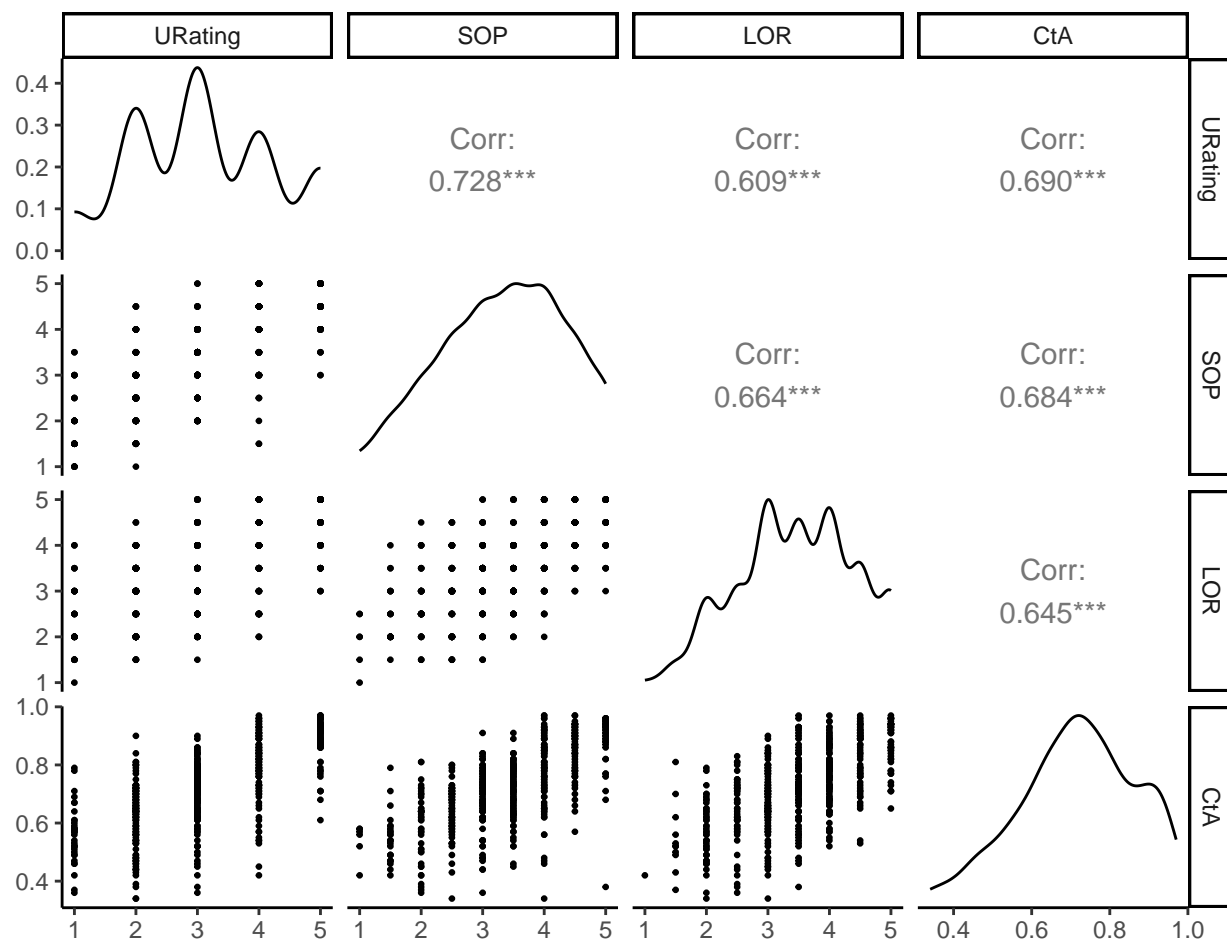 URating
SOP
LOR
CtA
0.4
0.3
0.2
0.1
0.0
Corr:
0.728***
Corr:
0.609***
Corr:
0.690***
URating
5
4
3
2
1
Corr:
0.664***
Corr:
0.684***
SOP
5
4
3
2
1
Corr:
0.645***
LOR
1.0
0.8
0.6
0.4
CtA
1 2 3 4 5
1 2 3 4 5
1 2 3 4 5
0.4 0.6 0.8 1.0